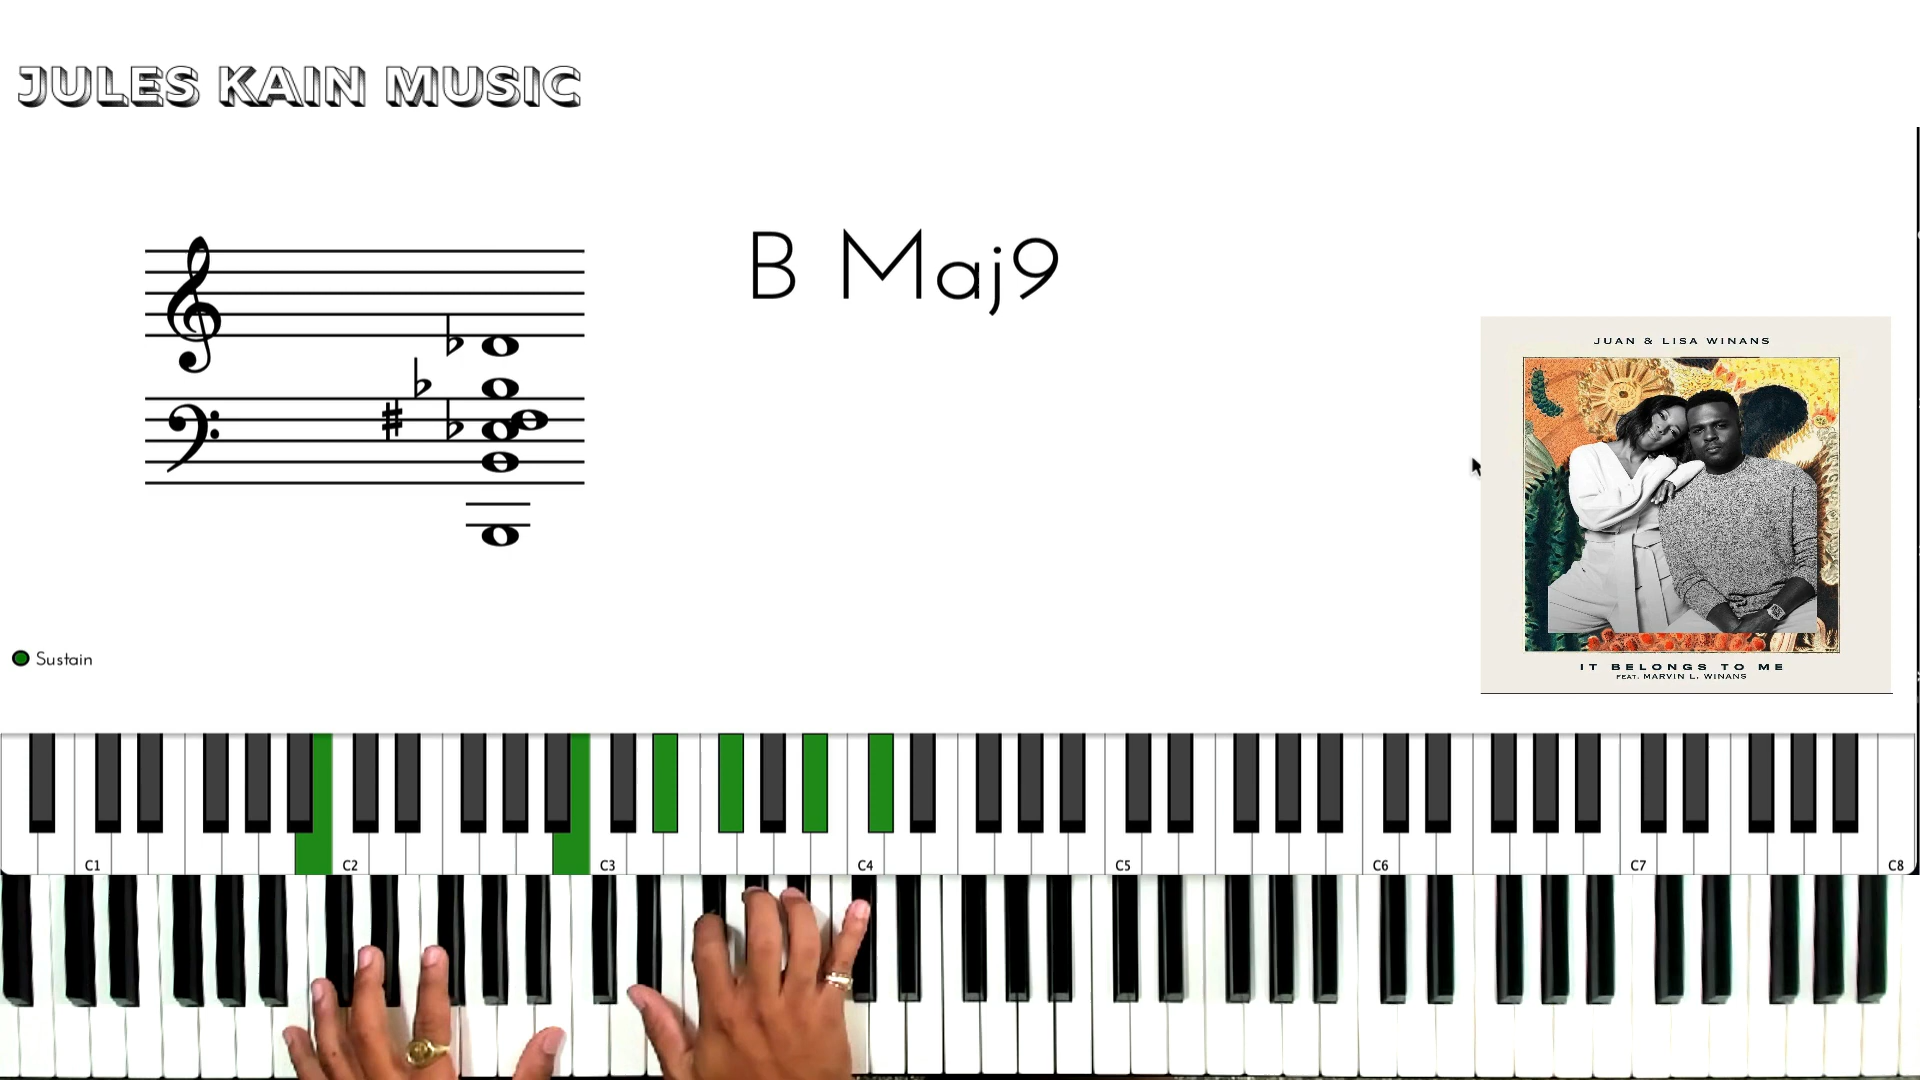 JULES KAIN MUSIC
B Maj9
JUAN & LISA WINANS
IT BELONGS TO ME
FEAT. MARVIN L. WINANS
Sustain
C1 C2 C3 C4 C5 C6 C7 C8